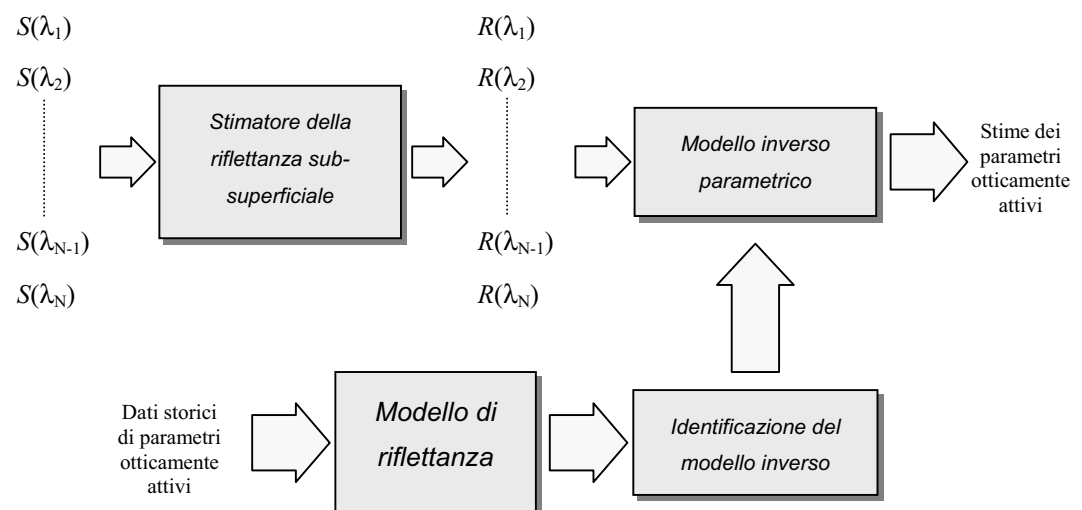 S(λ1)
S(λ2)
S(λN-1)
S(λN)
Stimatore della
riflettanza sub-
superficiale
R(λ1)
R(λ2)
R(λN-1)
R(λN)
Modello inverso
parametrico
Stime dei
parametri
otticamente
attivi
Dati storici
di parametri
otticamente
attivi
Modello di
riflettanza
Identificazione del
modello inverso